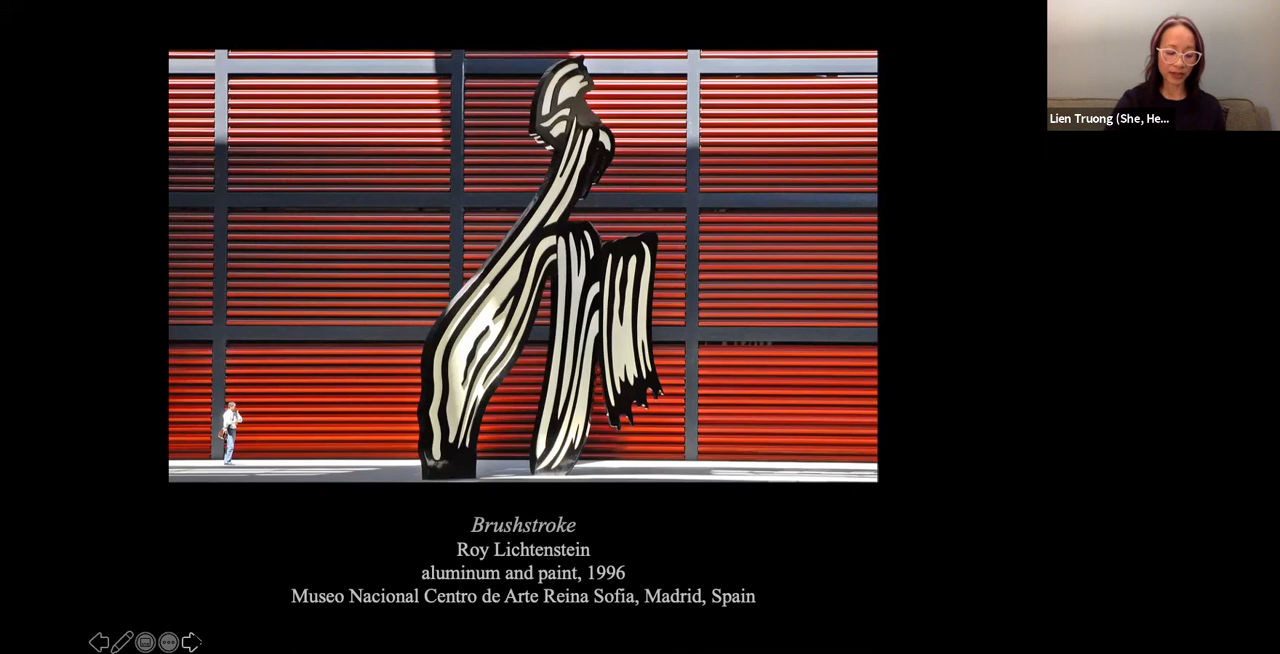 Lien Truong (She, He...
Brushstroke
Roy Lichtenstein
aluminum and paint, 1996
Museo Nacional Centro de Arte Reina Sofia, Madrid, Spain